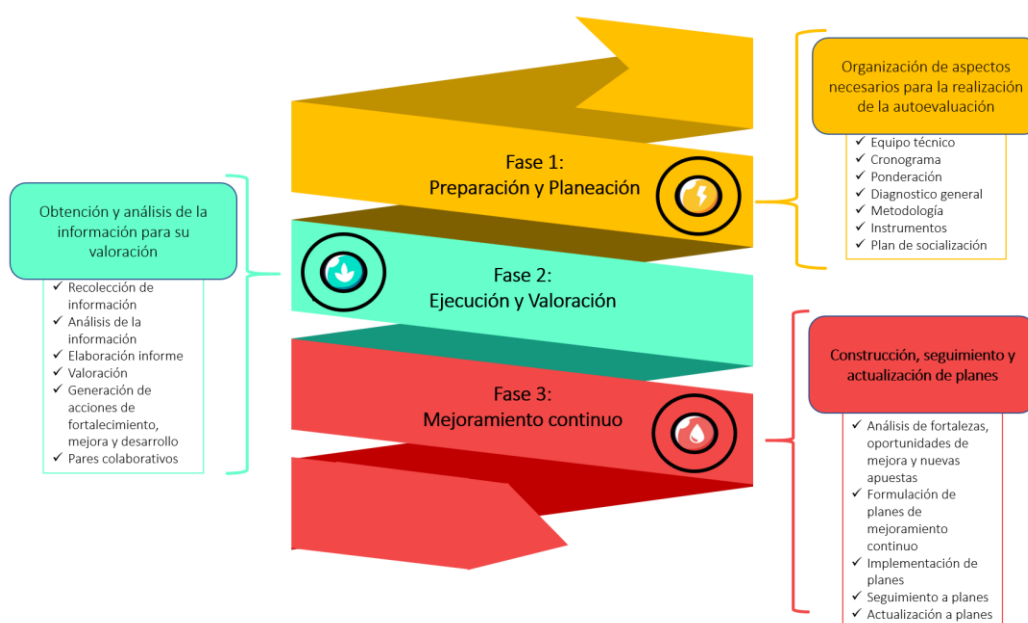 Organización de aspectos
necesarios para la realización
de la autoevaluación
✓ Equipo técnico
✓ Cronograma
✓ Ponderación
✓ Diagnostico general
✓ Metodología
✓ Instrumentos
✓ Plan de socialización
Fase 1:
Preparación y Planeación
Obtención y análisis de la
información para su
valoración
✓ Recolección de
información
✓ Análisis de la
información
✓ Elaboración informe
✓ Valoración
✓ Generación de
acciones de
fortalecimiento,
mejora y desarrollo
✓ Pares colaborativos
Fase 2:
Ejecución y Valoración
Fase 3:
Mejoramiento continuo
Construcción, seguimiento y
actualización de planes
✓ Análisis de fortalezas,
oportunidades de
mejora y nuevas
apuestas
✓ Formulación de
planes de
mejoramiento
continuo
✓ Implementación de
planes
✓ Seguimiento a planes
✓ Actualización a planes